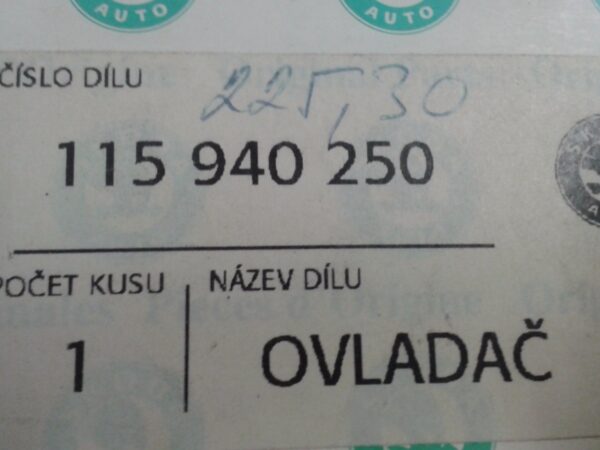 AUTO
AUTO
ČÍSLO DÍLU
225,30
115 940 250
POČET KUSU
NÁZEV DÍLU
1
OVLADAČ